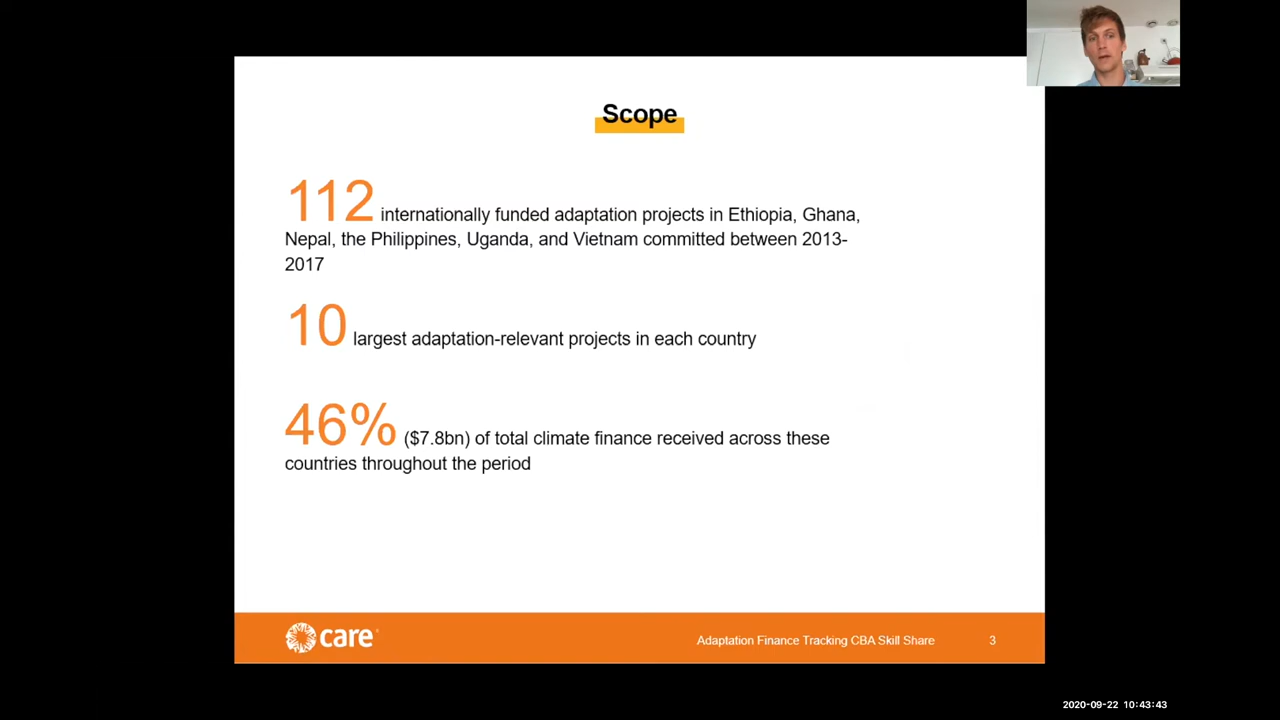 Scope
112 internationally funded adaptation projects in Ethiopia, Ghana,
Nepal, the Philippines, Uganda, and Vietnam committed between 2013-
2017
10 largest adaptation-relevant projects in each country
46% ($7.8bn) of total climate finance received across these
countries throughout the period
care
Adaptation Finance Tracking CBA Skill Share 3
2020-09-22 10:43:43